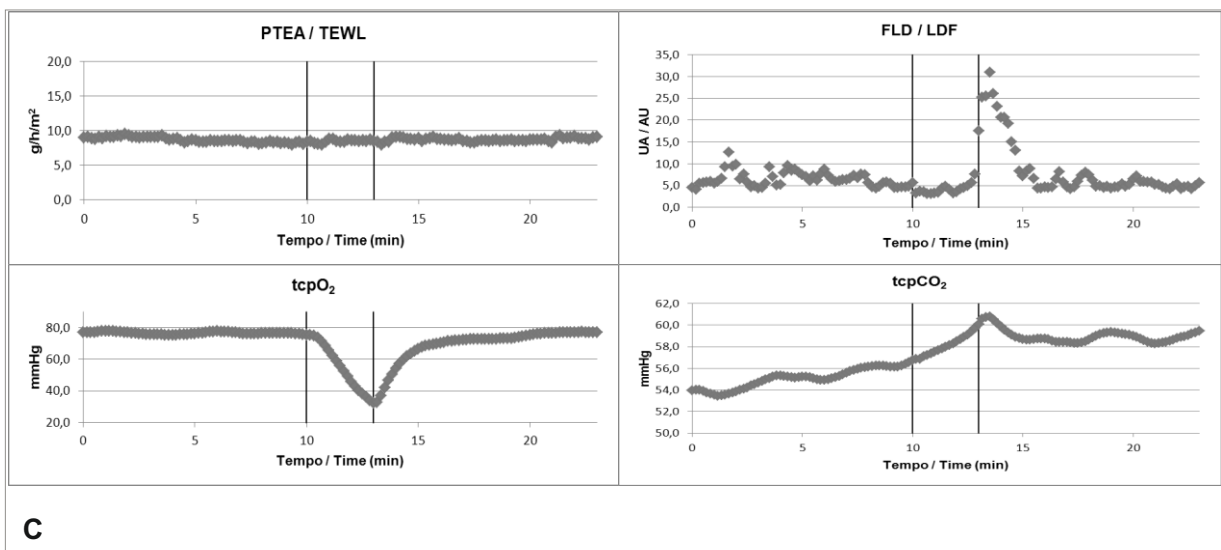 PTEA / TEWL
20,0
15,0
10,0
5,0
0,0
g/h/m²
0 5 10 15 20
Tempo / Time (min)
FLD / LDF
35,0
30,0
25,0
20,0
15,0
10,0
5,0
0,0
UA / AU
0 5 10 15 20
Tempo / Time (min)
tcpO₂
80,0
60,0
40,0
20,0
mmHg
0 5 10 15 20
Tempo / Time (min)
tcpCO₂
62,0
60,0
58,0
56,0
54,0
52,0
50,0
mmHg
0 5 10 15 20
Tempo / Time (min)
C